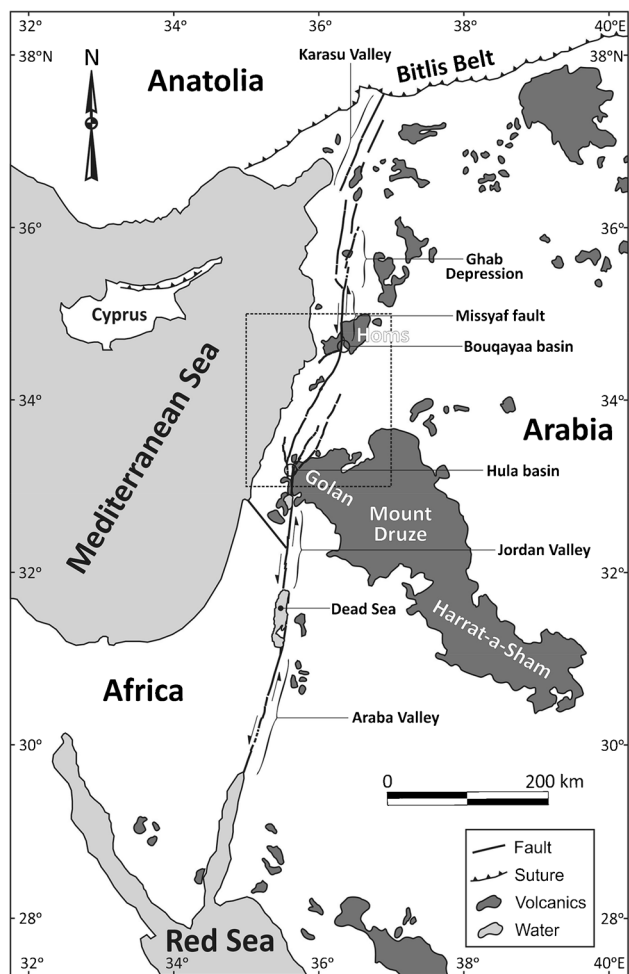 32°
34°
36°
38°
40°E
38°N
38°N
Karasu Valley
Bitlis Belt
N
Anatolia
36°
36°
Ghab
Depression
Cyprus
Missyaf fault
Homs
Bouqayaa basin
34°
34°
Mediterranean Sea
Arabia
Hula basin
Golan
Mount
Druze
Jordan Valley
32°
32°
Dead Sea
Harrat-a-Sham
Africa
Araba Valley
30°
30°
0
200 km
Fault
Suture
Volcanics
Water
28°
28°
Red Sea
32°
34°
36°
38°
40°E